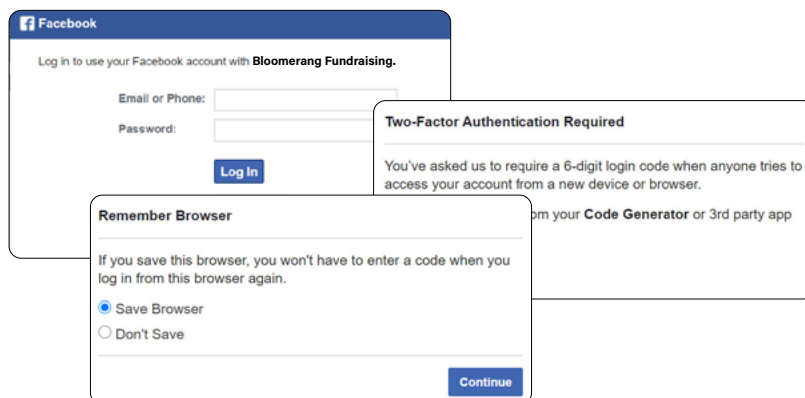 Facebook
Log in to use your Facebook account with Bloomerang Fundraising.
Email or Phone:
Password:
Log In
Two-Factor Authentication Required
You've asked us to require a 6-digit login code when anyone tries to
access your account from a new device or browser.
your Code Generator or 3rd party app
Remember Browser
If you save this browser, you won't have to enter a code when you
log in from this browser again.
Save Browser
Don't Save
Continue